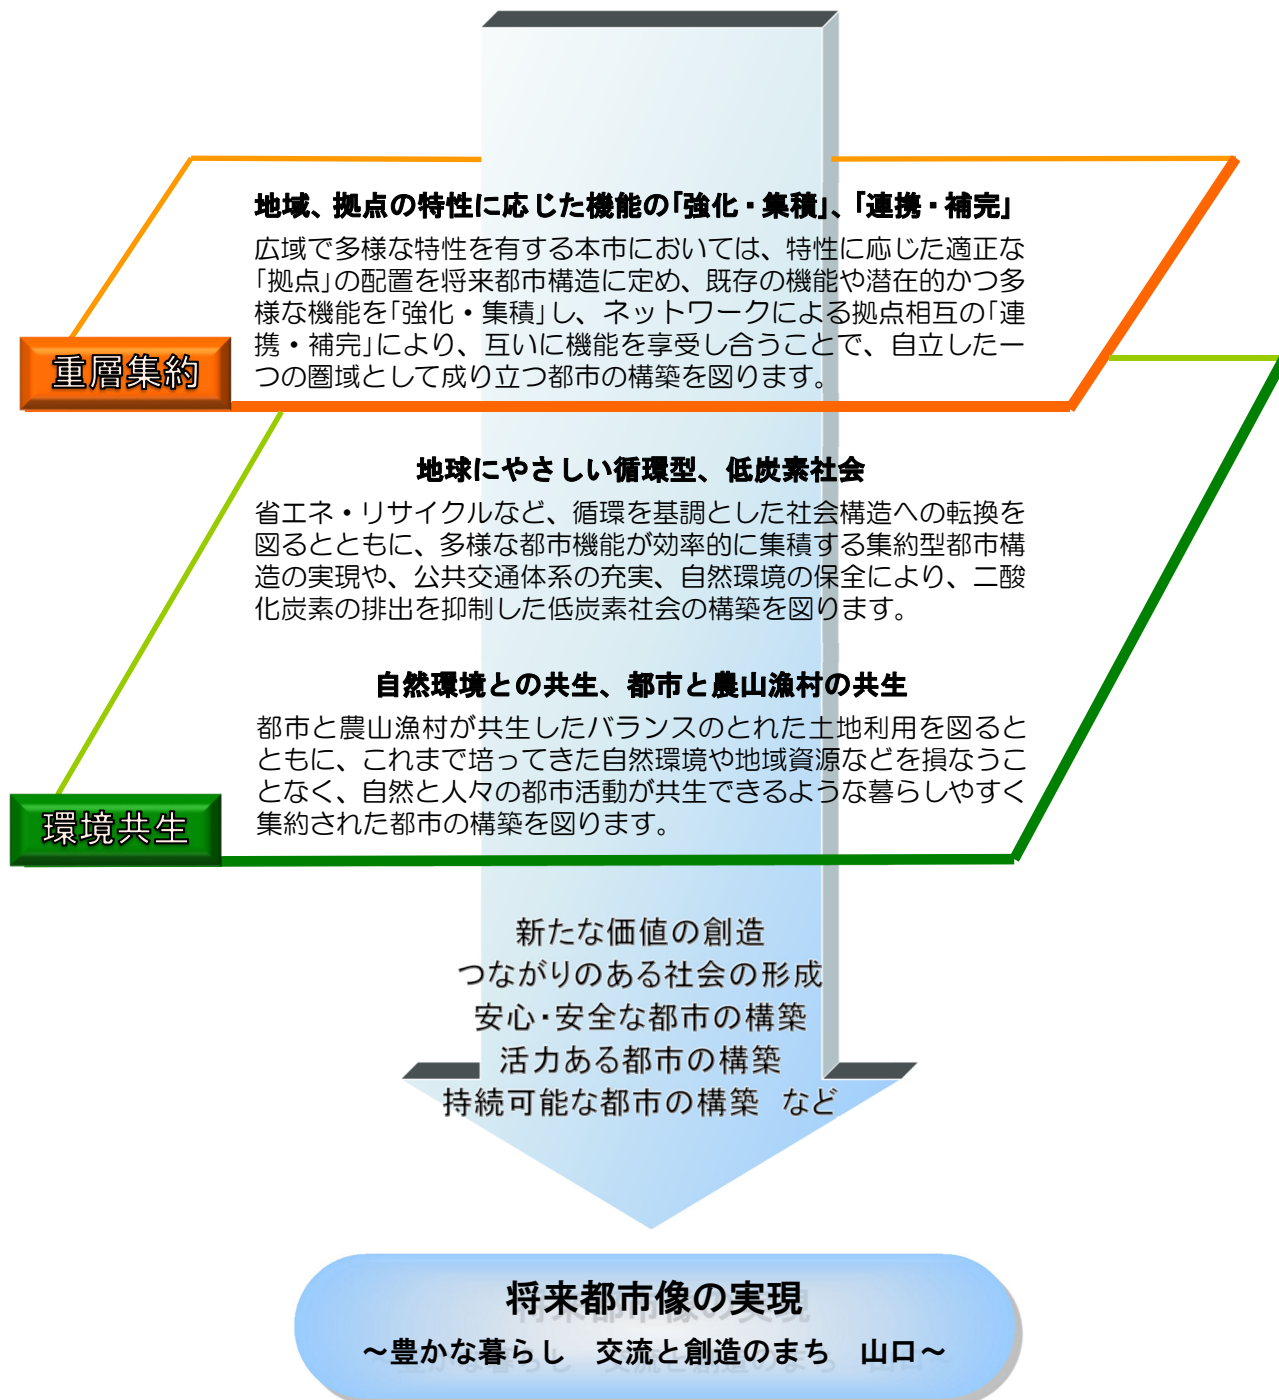 地域、拠点の特性に応じた機能の「強化・集積」、「連携・補完」
広域で多様な特性を有する本市においては、特性に応じた適正な
「拠点」の配置を将来都市構造に定め、既存の機能や潜在的かつ多
様な機能を「強化・集積」し、ネットワークによる拠点相互の「連
携・補完」により、互いに機能を享受し合うことで、自立した一
つの圏域として成り立つ都市の構築を図ります。
重層集約
地球にやさしい循環型、低炭素社会
省エネ・リサイクルなど、循環を基調とした社会構造への転換を
図るとともに、多様な都市機能が効率的に集積する集約型都市構
造の実現や、公共交通体系の充実、自然環境の保全により、二酸
化炭素の排出を抑制した低炭素社会の構築を図ります。
自然環境との共生、都市と農山漁村の共生
都市と農山漁村が共生したバランスのとれた土地利用を図ると
ともに、これまで培ってきた自然環境や地域資源などを損なうこ
となく、自然と人々の都市活動が共生できるような暮らしやすく
集約された都市の構築を図ります。
環境共生
新たな価値の創造
つながりのある社会の形成
安心・安全な都市の構築
活力ある都市の構築
持続可能な都市の構築　など
将来都市像の実現
～豊かな暮らし　交流と創造のまち　山口～